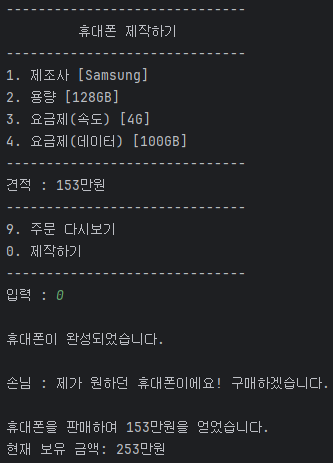 ------------------------------
휴대폰 제작하기
------------------------------
1. 제조사 [Samsung]
2. 용량 [128GB]
3. 요금제(속도) [4G]
4. 요금제(데이터) [100GB]
------------------------------
견적 : 153만원
------------------------------
9. 주문 다시보기
0. 제작하기
------------------------------
입력 : 0
휴대폰이 완성되었습니다.
손님 : 제가 원하던 휴대폰이에요! 구매하겠습니다.
휴대폰을 판매하여 153만원을 얻었습니다.
현재 보유 금액: 253만원